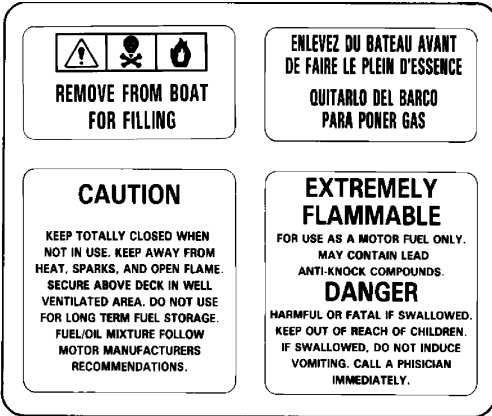 REMOVE FROM BOAT
FOR FILLING
ENLEVEZ DU BATEAU AVANT
DE FAIRE LE PLEIN D'ESSENCE
QUITARLO DEL BARCO
PARA PONER GAS
CAUTION
KEEP TOTALLY CLOSED WHEN
NOT IN USE. KEEP AWAY FROM
HEAT, SPARKS, AND OPEN FLAME.
SECURE ABOVE DECK IN WELL
VENTILATED AREA. DO NOT USE
FOR LONG TERM FUEL STORAGE.
FUEL/OIL MIXTURE FOLLOW
MOTOR MANUFACTURERS
RECOMMENDATIONS.
EXTREMELY
FLAMMABLE
FOR USE AS A MOTOR FUEL ONLY.
MAY CONTAIN LEAD
ANTI-KNOCK COMPOUNDS.
DANGER
HARMFUL OR FATAL IF SWALLOWED.
KEEP OUT OF REACH OF CHILDREN.
IF SWALLOWED, DO NOT INDUCE
VOMITING. CALL A PHISICIAN
IMMEDIATELY.